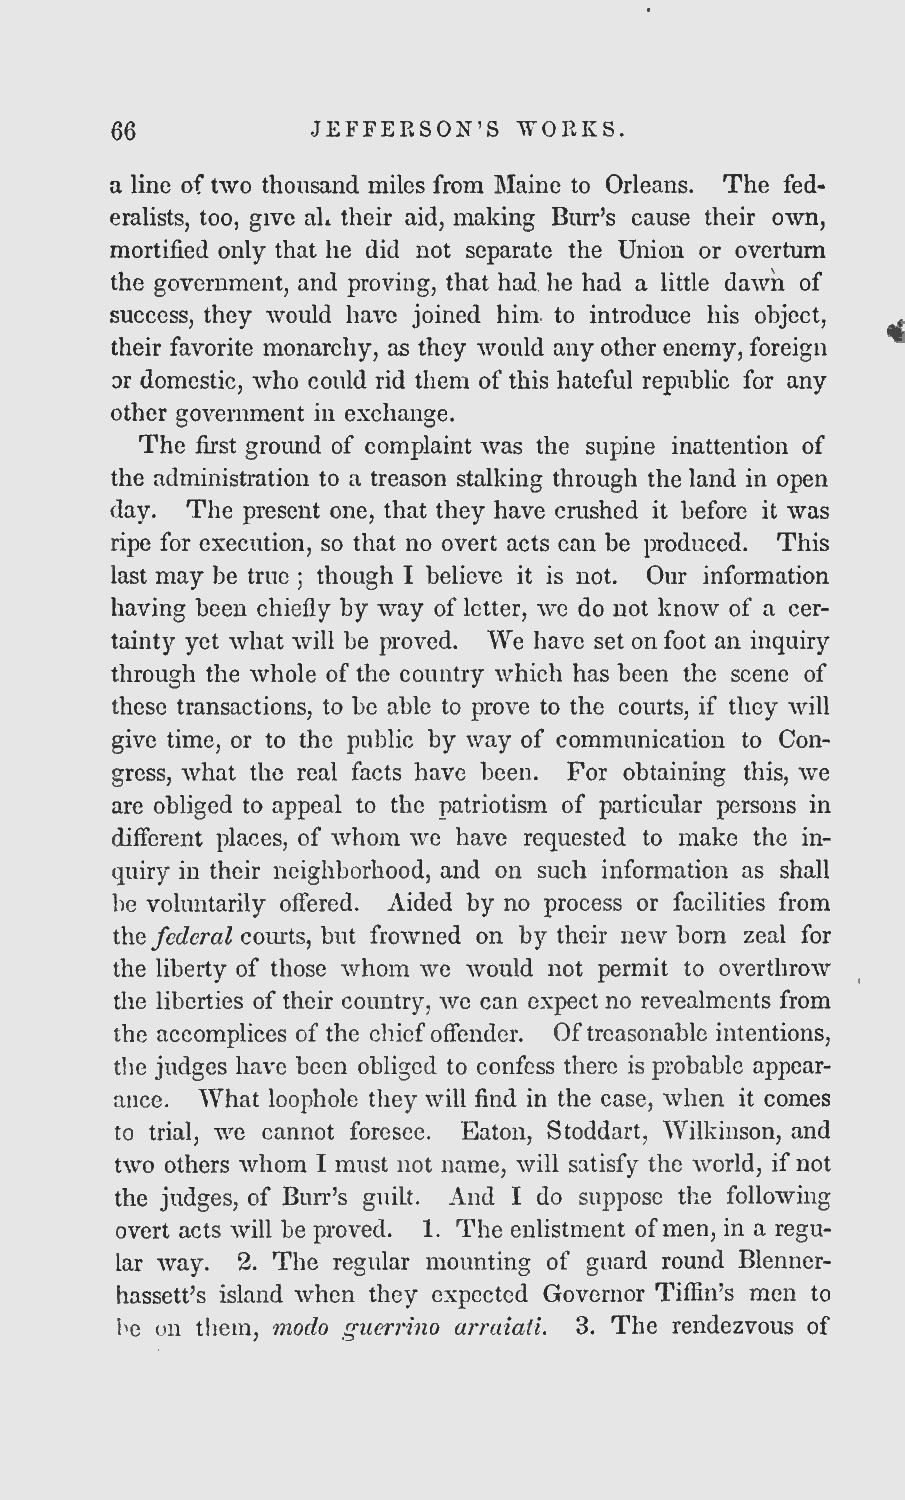 66 JEFFERSON'S WORKS.
a line of two thousand miles from Maine to Orleans. The fed-
eralists, too, give all their aid, making Burr's cause their own,
mortified only that he did not separate the Union or overturn
the government, and proving, that had he had a little dawn of
success, they would have joined him to introduce his object,
their favorite monarchy, as they would any other enemy, foreign
or domestic, who could rid them of this hateful republic for any
other government in exchange.
The first ground of complaint was the supine inattention of
the administration to a treason stalking through the land in open
day. The present one, that they have crushed it before it was
ripe for execution, so that no overt acts can be produced. This
last may be true ; though I believe it is not. Our information
having been chiefly by way of letter, we do not know of a cer-
tainty yet what will be proved. We have set on foot an inquiry
through the whole of the country which has been the scene of
these transactions, to be able to prove to the courts, if they will
give time, or to the public by way of communication to Con-
gress, what the real facts have been. For obtaining this, we
are obliged to appeal to the patriotism of particular persons in
different places, of whom we have requested to make the in-
quiry in their neighborhood, and on such information as shall
be voluntarily offered. Aided by no process or facilities from
the federal courts, but frowned on by their new born zeal for
the liberty of those whom we would not permit to overthrow
the liberties of their country, we can expect no revealments from
the accomplices of the chief offender. Of treasonable intentions,
the judges have been obliged to confess there is probable appear-
ance. What loophole they will find in the case, when it comes
to trial, we cannot foresee. Eaton, Stoddart, Wilkinson, and
two others whom I must not name, will satisfy the world, if not
the judges, of Burr's guilt. And I do suppose the following
overt acts will be proved. 1. The enlistment of men, in a regu-
lar way. 2. The regular mounting of guard round Blenner-
hassett's island when they expected Governor Tiffin's men to
be on them, modo guerrino arraiati. 3. The rendezvous of